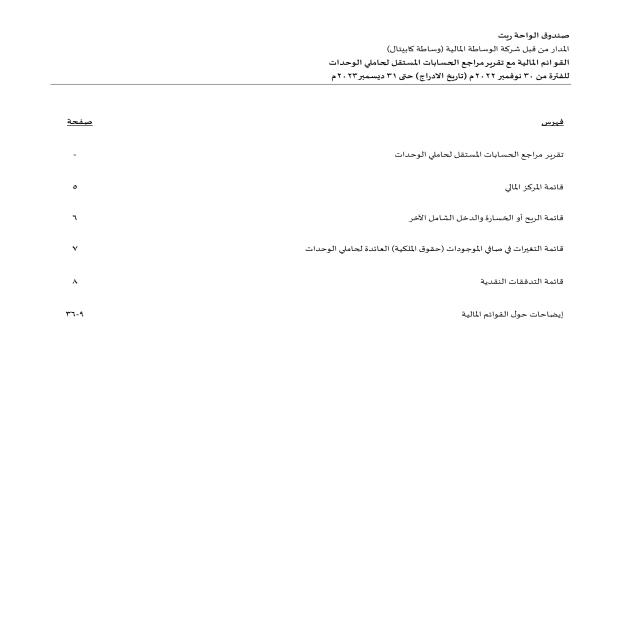 صندوق الواحة ريت
المدار من قبل شركة الوساطة المالية (وساطة كابيتال)
القوائم المالية مع تقرير مراجع الحسابات المستقل لحاملي الوحدات
للفترة من ٣٠ نوفمبر ٢٠٢٢م (تاريخ الادراج) حتى ٣١ ديسمبر ٢٠٢٣م
فهرس صفحة
تقرير مراجع الحسابات المستقل لحاملي الوحدات -
قائمة المركز المالي ٥
قائمة الربح أو الخسارة والدخل الشامل الآخر ٦
قائمة التغيرات في صافي الموجودات (حقوق الملكية) العائدة لحاملي الوحدات ٧
قائمة التدفقات النقدية ٨
إيضاحات حول القوائم المالية ٩-٣٦